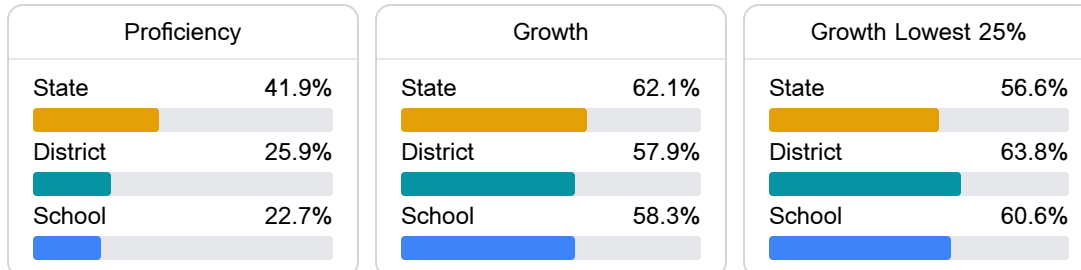 Proficiency
State 41.9%
District 25.9%
School 22.7%
Growth
State 62.1%
District 57.9%
School 58.3%
Growth Lowest 25%
State 56.6%
District 63.8%
School 60.6%